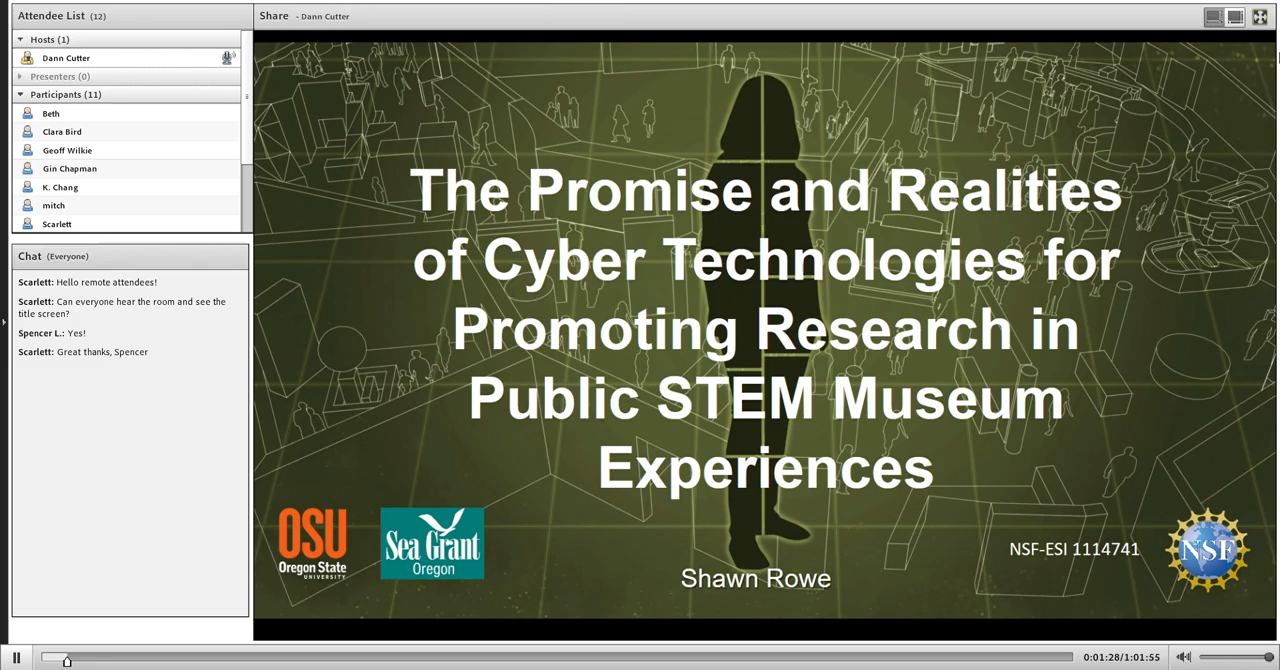 Attendee List (12)
Hosts (1)
Dann Cutter
Presenters (0)
Participants (11)
Beth
Clara Bird
Geoff Wilkie
Gin Chapman
K. Chang
mitch
Scarlett
Chat (Everyone)
Scarlett: Hello remote attendees!
Scarlett: Can everyone hear the room and see the
title screen?
Spencer L.: Yes!
Scarlett: Great thanks, Spencer
Share - Dann Cutter
The Promise and Realities
of Cyber Technologies for
Promoting Research in
Public STEM Museum
Experiences
OSU
Oregon State
UNIVERSITY
Sea Grant
Oregon
Shawn Rowe
NSF-ESI 1114741
NSF
0:01:28/1:01:55